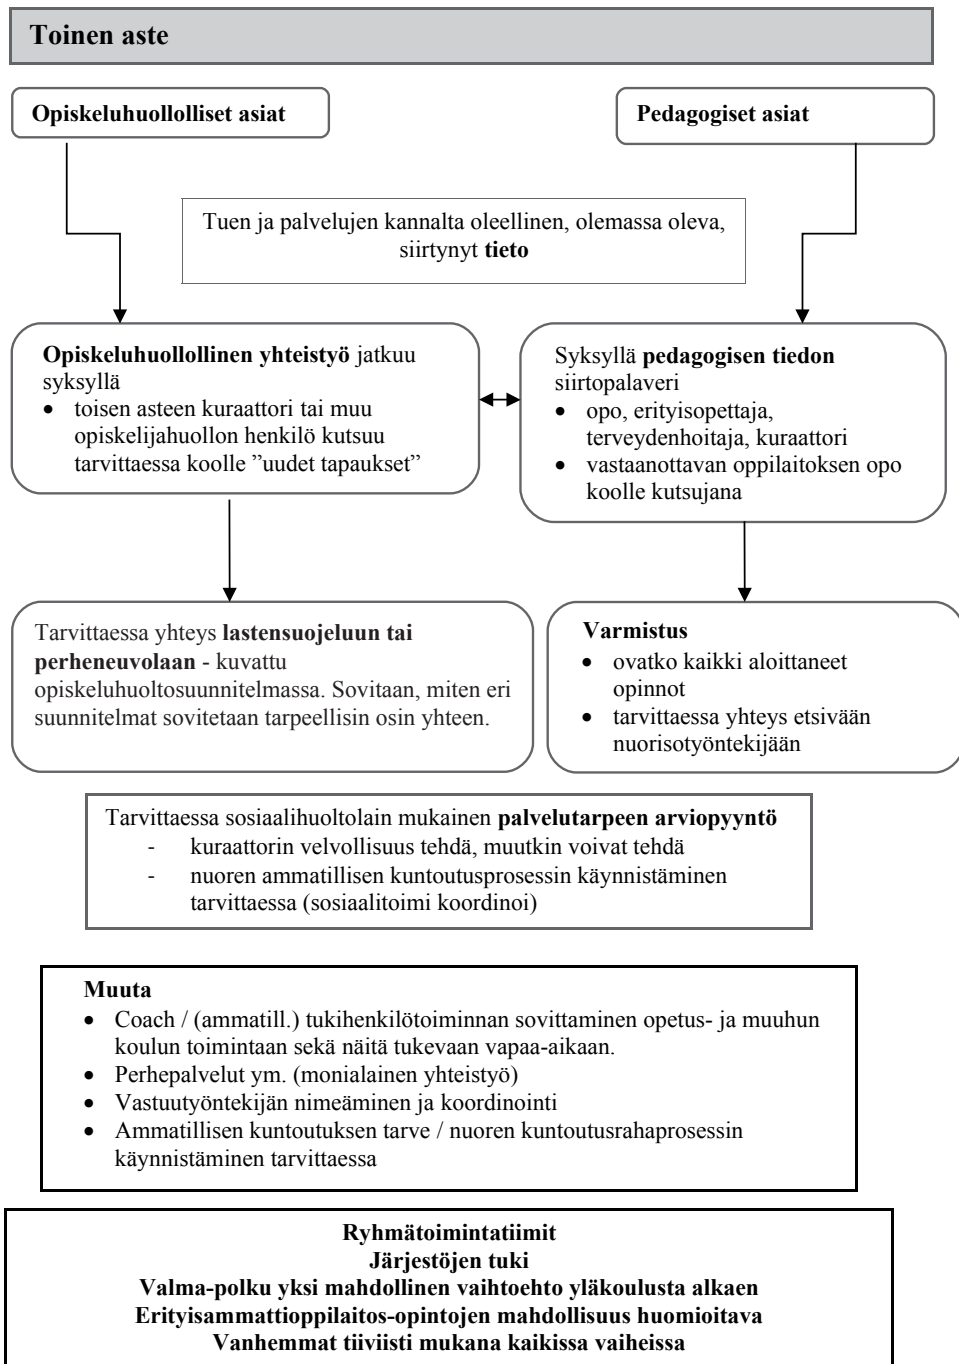 Toinen aste
Opiskeluhuollolliset asiat
Pedagogiset asiat
Tuen ja palvelujen kannalta oleellinen, olemassa oleva,
siirtynyt tieto
Opiskeluhuollollinen yhteistyö jatkuu
syksyllä
• toisen asteen kuraattori tai muu
opiskelijahuollon henkilö kutsuu
tarvittaessa koolle ”uudet tapaukset”
Syksyllä pedagogisen tiedon
siirtopalaveri
• opo, erityisopettaja,
terveydenhoitaja, kuraattori
• vastaanottavan oppilaitoksen opo
koolle kutsujana
Tarvittaessa yhteys lastensuojeluun tai
perheneuvolaan - kuvattu
opiskeluhuoltosuunnitelmassa. Sovitaan, miten eri
suunnitelmat sovitetaan tarpeellisin osin yhteen.
Varmistus
• ovatko kaikki aloittaneet
opinnot
• tarvittaessa yhteys etsivään
nuorisotyöntekijään
Tarvittaessa sosiaalihuoltolain mukainen palvelutarpeen arviopyyntö
- kuraattorin velvollisuus tehdä, muutkin voivat tehdä
- nuoren ammatillisen kuntoutusprosessin käynnistäminen
tarvittaessa (sosiaalitoimi koordinoi)
Muuta
• Coach / (ammatill.) tukihenkilötoiminnan sovittaminen opetus- ja muuhun
koulun toimintaan sekä näitä tukevaan vapaa-aikaan.
• Perhepalvelut ym. (monialainen yhteistyö)
• Vastuutyöntekijän nimeäminen ja koordinointi
• Ammatillisen kuntoutuksen tarve / nuoren kuntoutusrahaprosessin
käynnistäminen tarvittaessa
Ryhmätoimintatiimit
Järjestöjen tuki
Valma-polku yksi mahdollinen vaihtoehto yläkoulusta alkaen
Erityisammattioppilaitos-opintojen mahdollisuus huomioitava
Vanhemmat tiiviisti mukana kaikissa vaiheissa